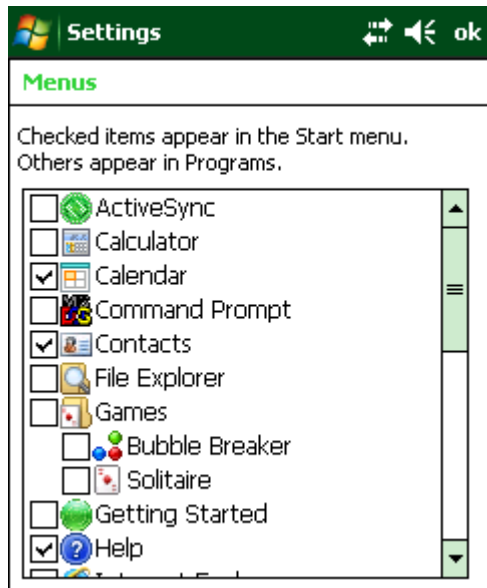 Settings
ok
Menus
Checked items appear in the Start menu.
Others appear in Programs.
ActiveSync
Calculator
Calendar
Command Prompt
Contacts
File Explorer
Games
Bubble Breaker
Solitaire
Getting Started
Help